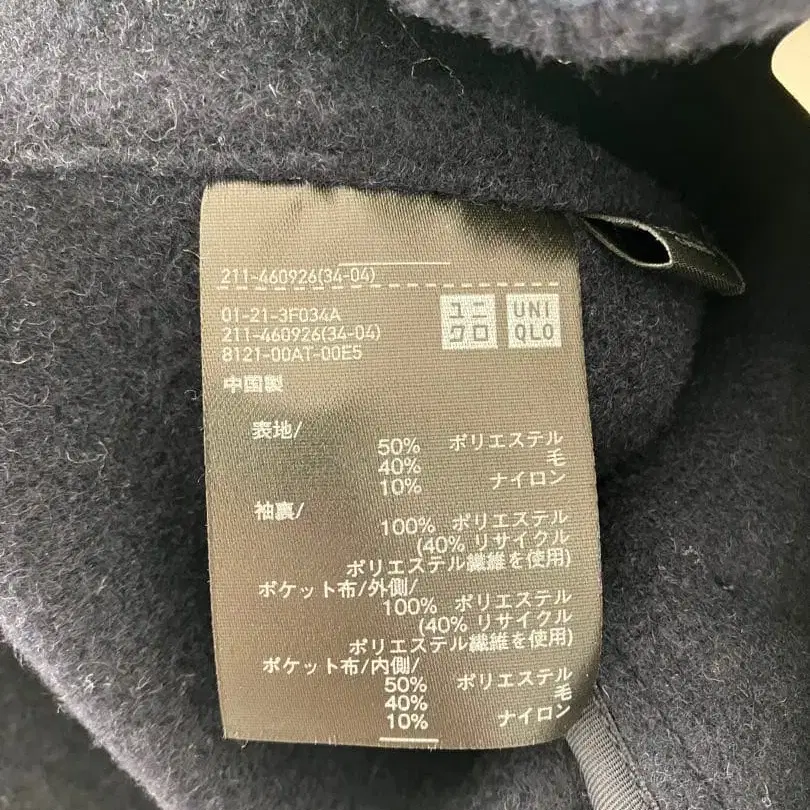 211-460926(34-04)
01-21-3F034A
211-460926(34-04)
8121-00AT-00E5
ユニ
クロ
UNI
QLO
中国製
表地/
50% ポリエステル
40% 毛
10% ナイロン
袖裏/
100% ポリエステル
(40% リサイクル
ポリエステル繊維を使用)
ポケット布/外側/
100% ポリエステル
(40% リサイクル
ポリエステル繊維を使用)
ポケット布/内側/
50% ポリエステル
40% 毛
10% ナイロン